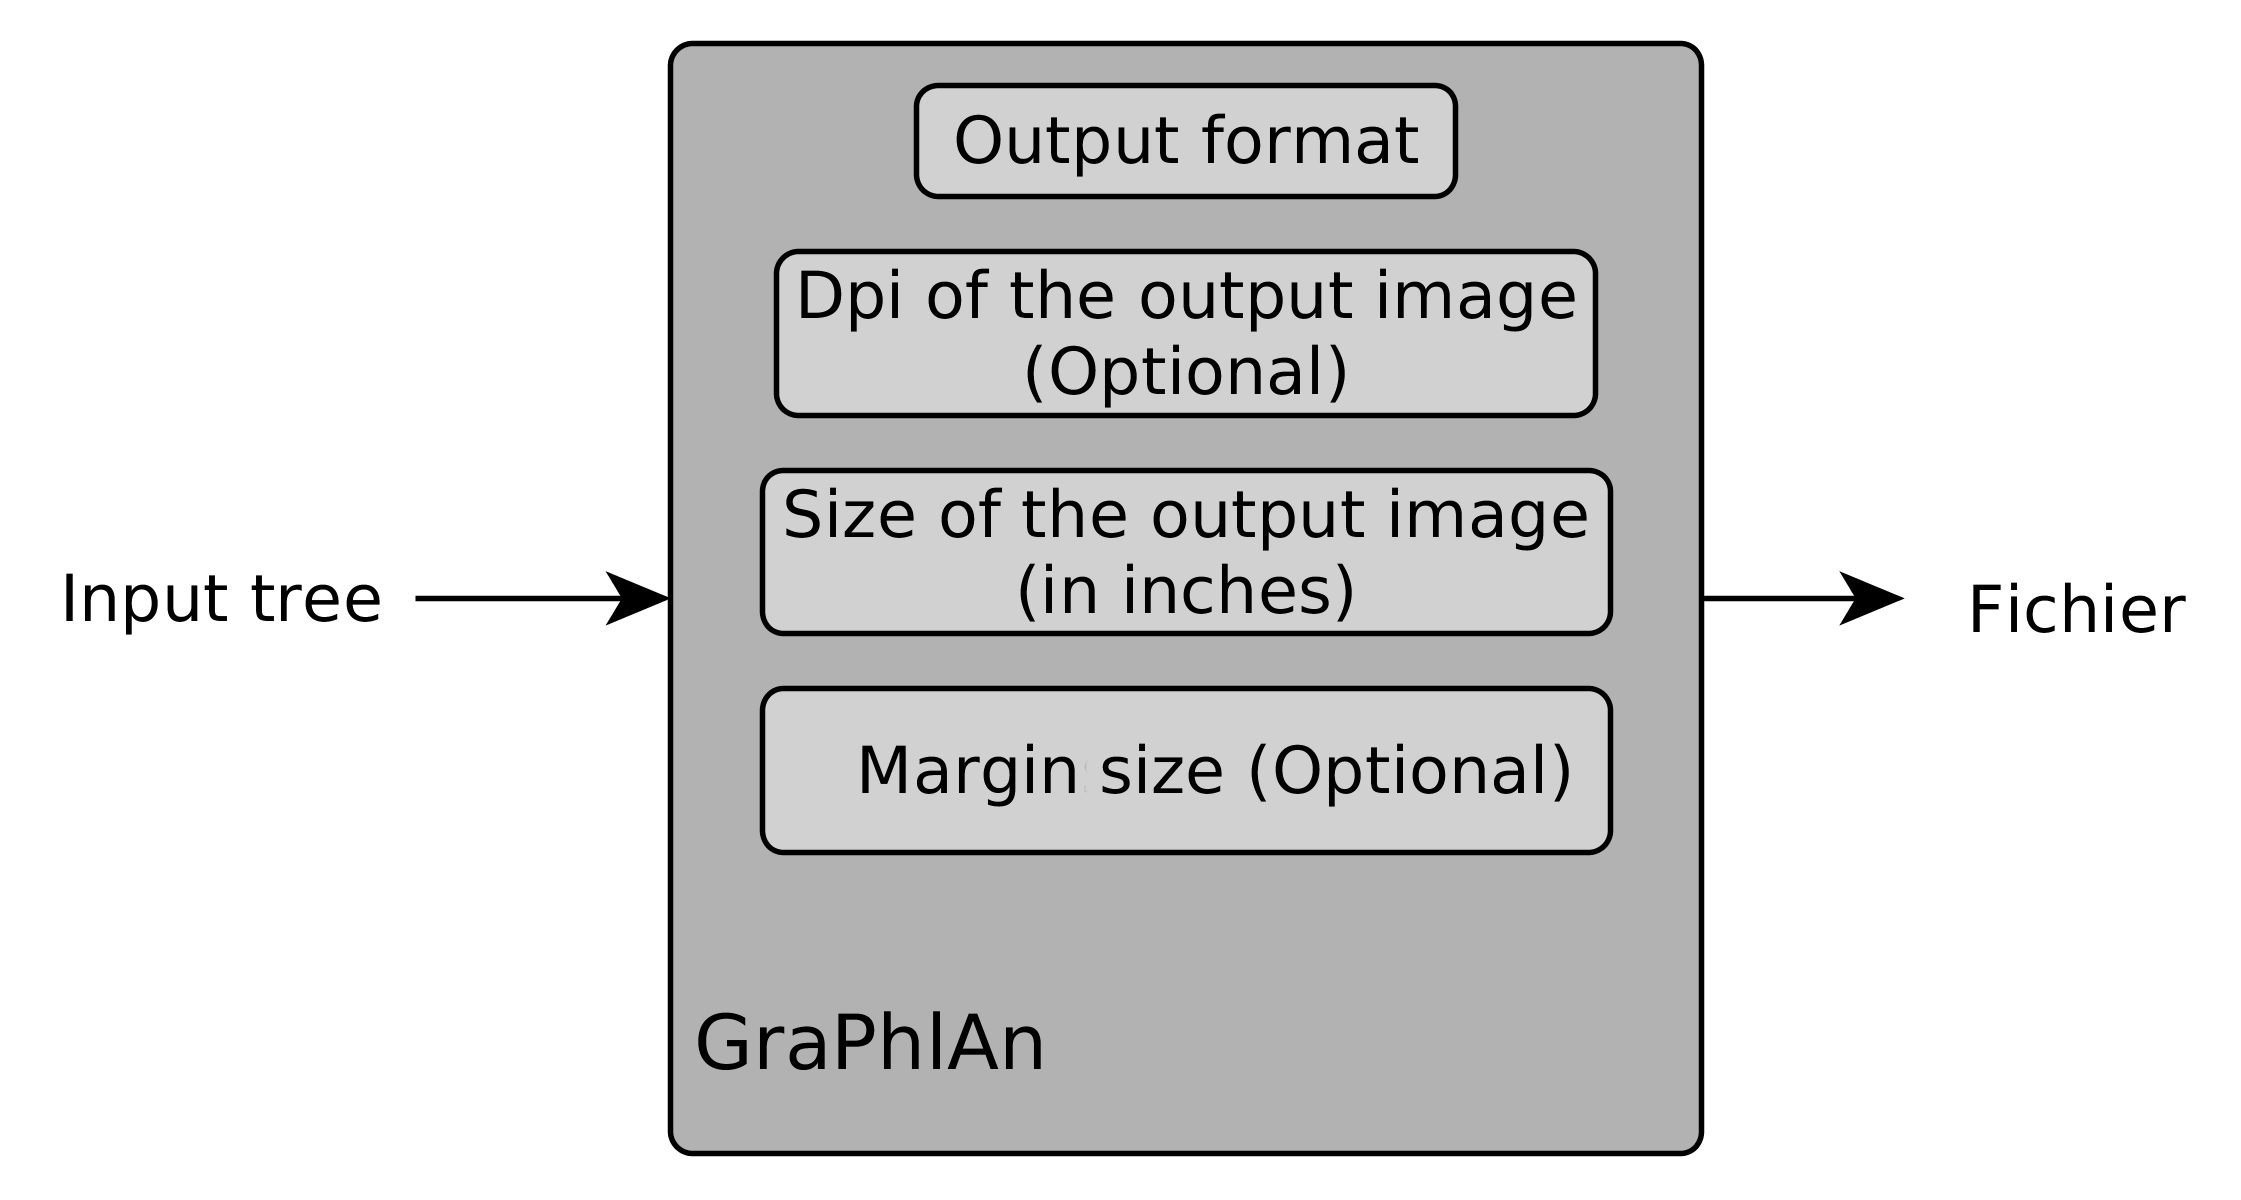 Output format
Dpi of the output image
(Optional)
Size of the output image
(in inches)
Input tree
Fichier
Margin size (Optional)
GraPhlAn